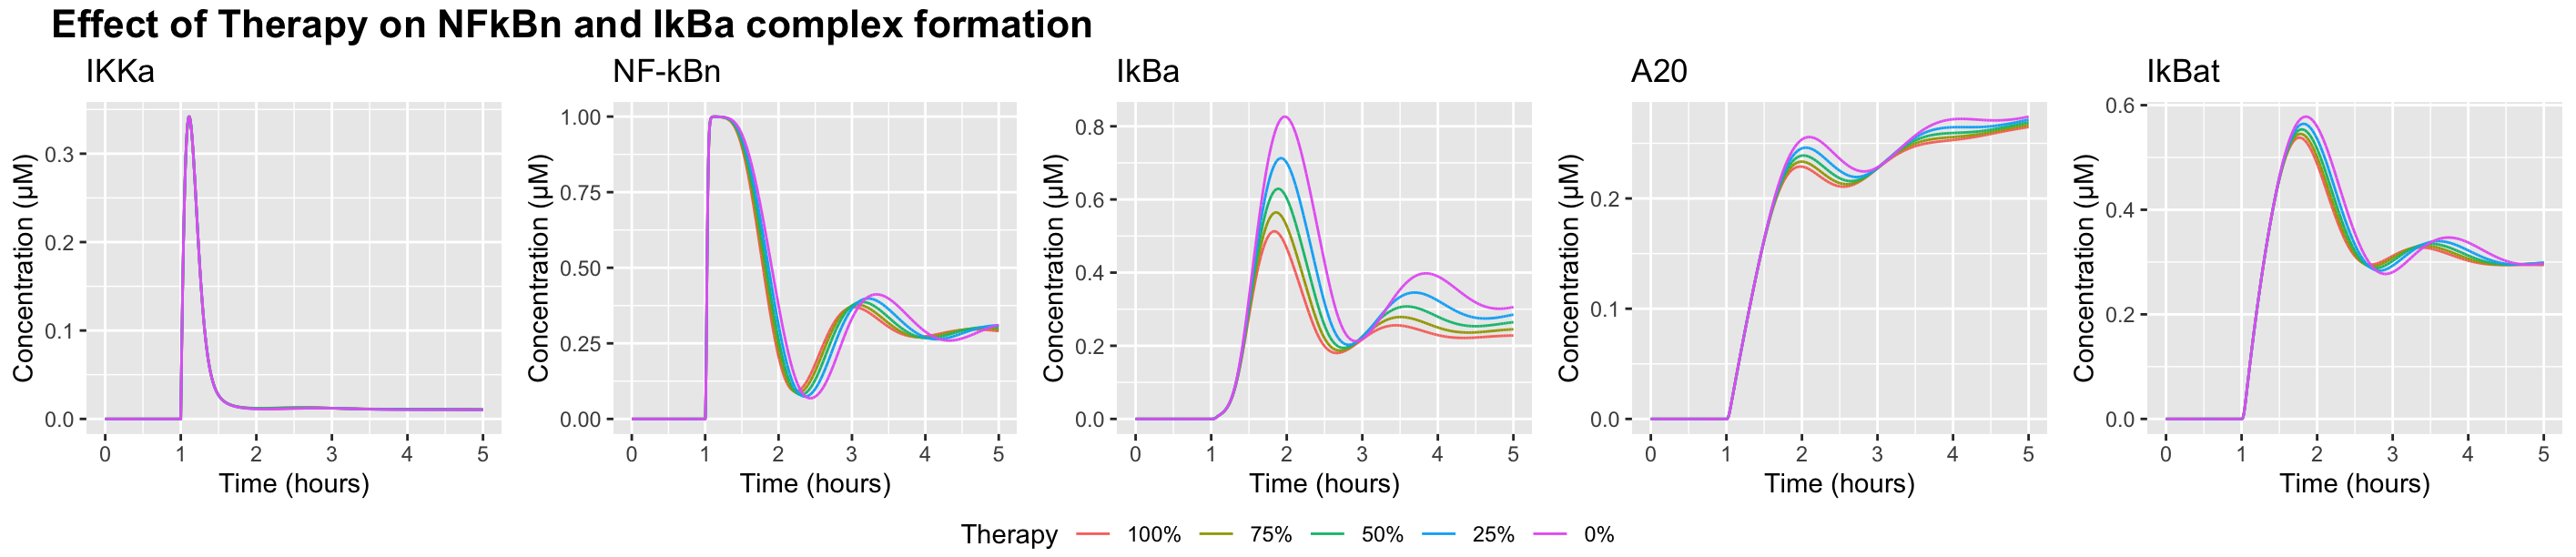 Effect of Therapy on NFkBn and IkBa complex formation
IKKa
NF-kBn
IkBa
A20
IkBat
Concentration (μM)
0.3
0.2
0.1
0.0
0 1 2 3 4 5
Time (hours)
Concentration (μM)
1.00
0.75
0.50
0.25
0.00
0 1 2 3 4 5
Time (hours)
Concentration (μM)
0.8
0.6
0.4
0.2
0.0
0 1 2 3 4 5
Time (hours)
Concentration (μM)
0.2
0.1
0.0
0 1 2 3 4 5
Time (hours)
Concentration (μM)
0.6
0.4
0.2
0.0
0 1 2 3 4 5
Time (hours)
Therapy 100% 75% 50% 25% 0%